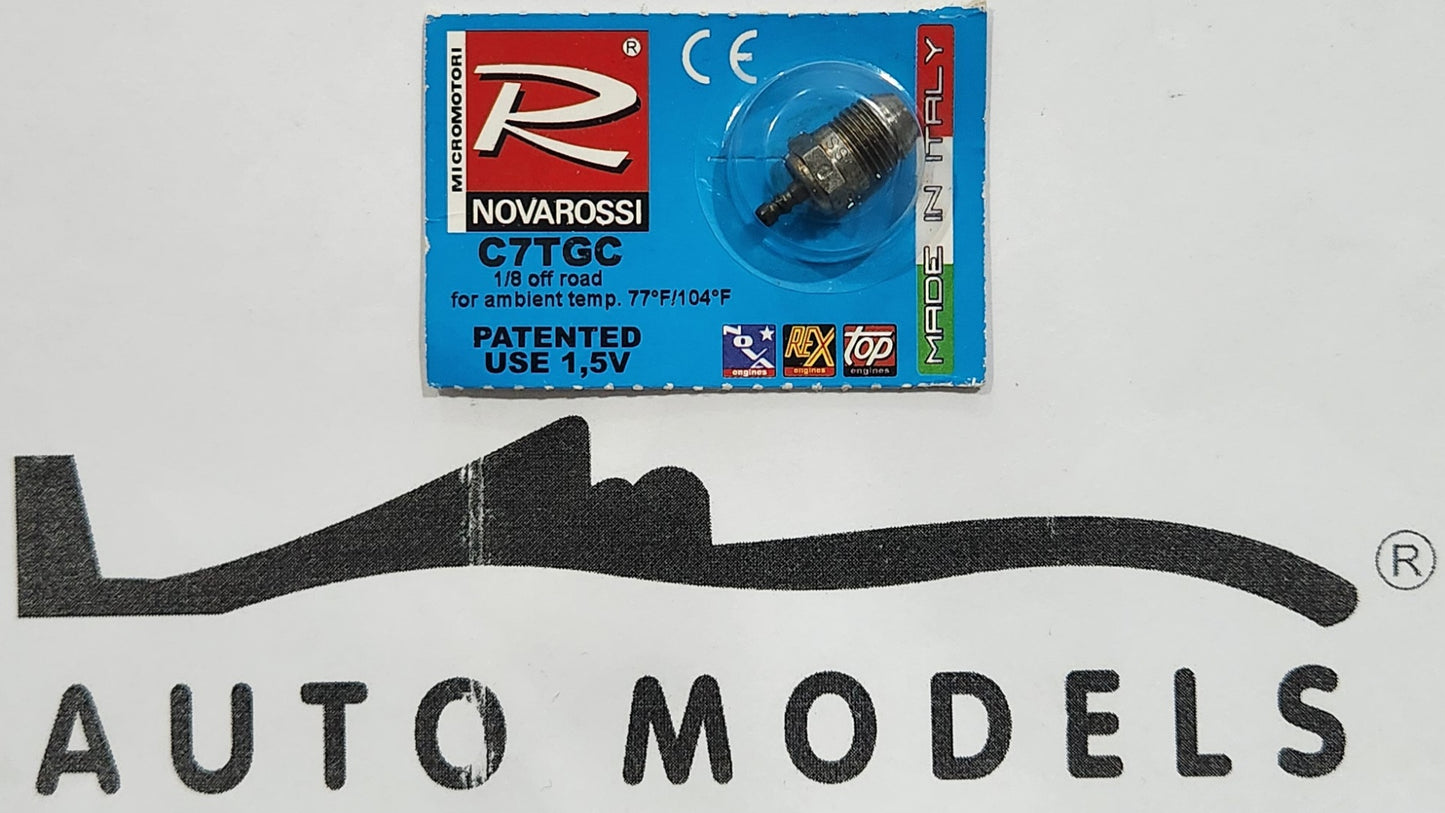 MICROMOTORI
R
®
NOVAROSSI
CE
C7TGC
1/8 off road
for ambient temp. 77°F/104°F
PATENTED
USE 1,5V
NOVA
engines
REX
engines
top
engines
MADE IN ITALY
®
AUTO MODELS